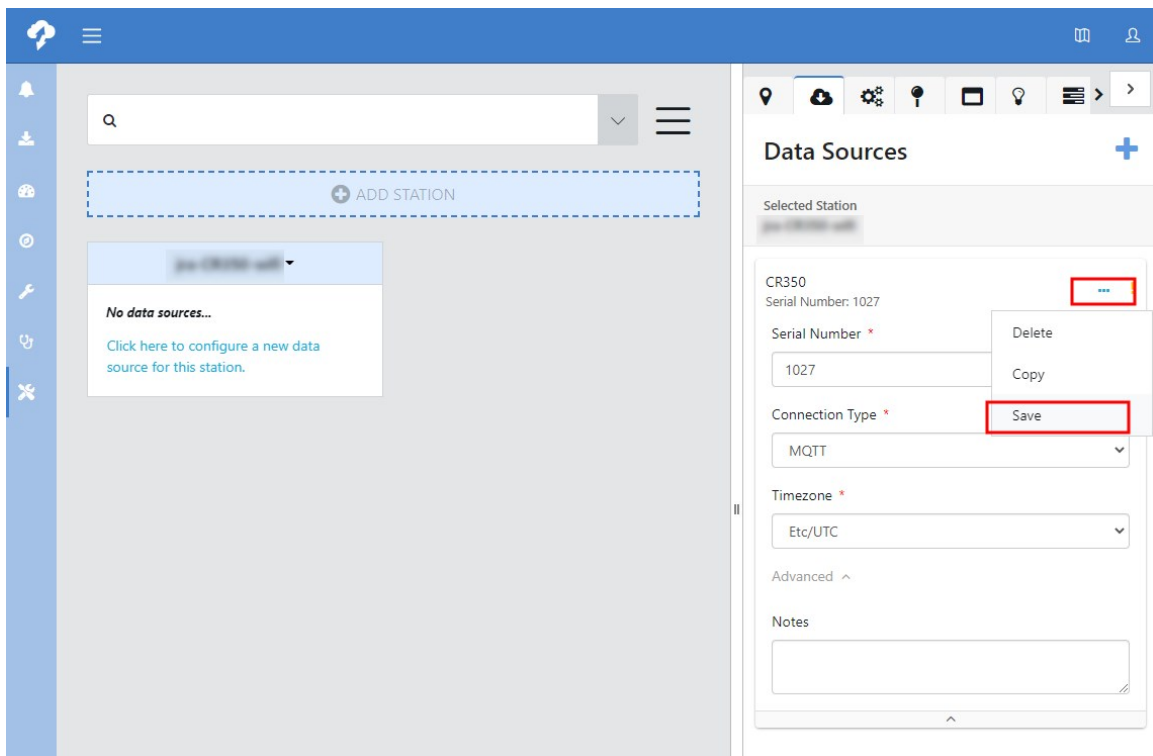 ADD STATION
No data sources...
Click here to configure a new data
source for this station.
Data Sources
Selected Station
CR350
Serial Number: 1027
Serial Number *
1027
Delete
Copy
Save
Connection Type *
MQTT
Timezone *
Etc/UTC
Advanced
Notes